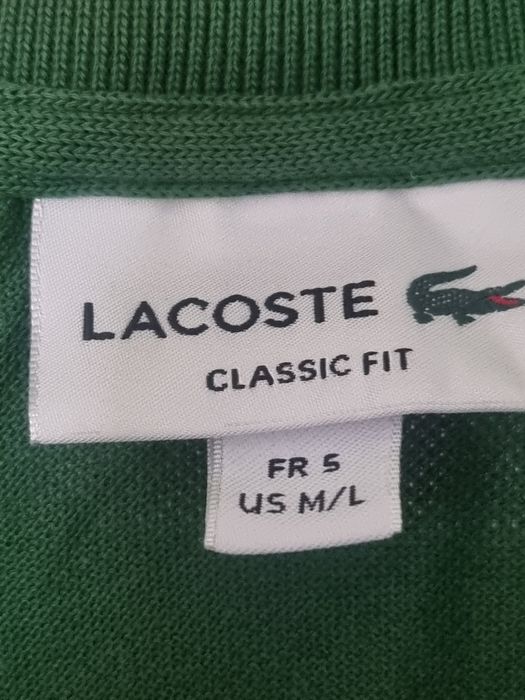 LACOSTE
CLASSIC FIT
FR 5
US M/L